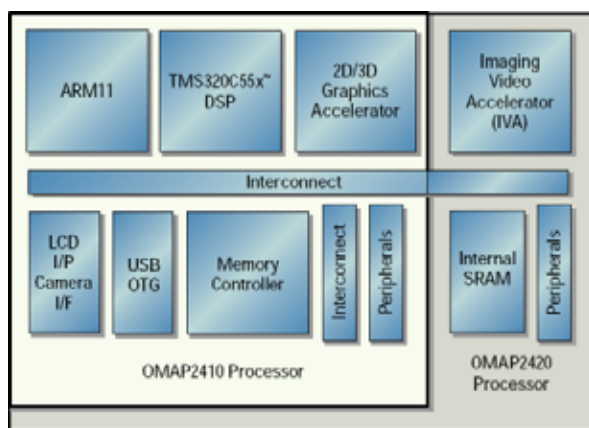 ARM11
TMS320C55x™
DSP
2D/3D
Graphics
Accelerator
Imaging
Video
Accelerator
(IVA)
Interconnect
LCD
I/P
Camera
I/F
USB
OTG
Memory
Controller
Interconnect
Peripherals
Internal
SRAM
Peripherals
OMAP2410 Processor
OMAP2420
Processor